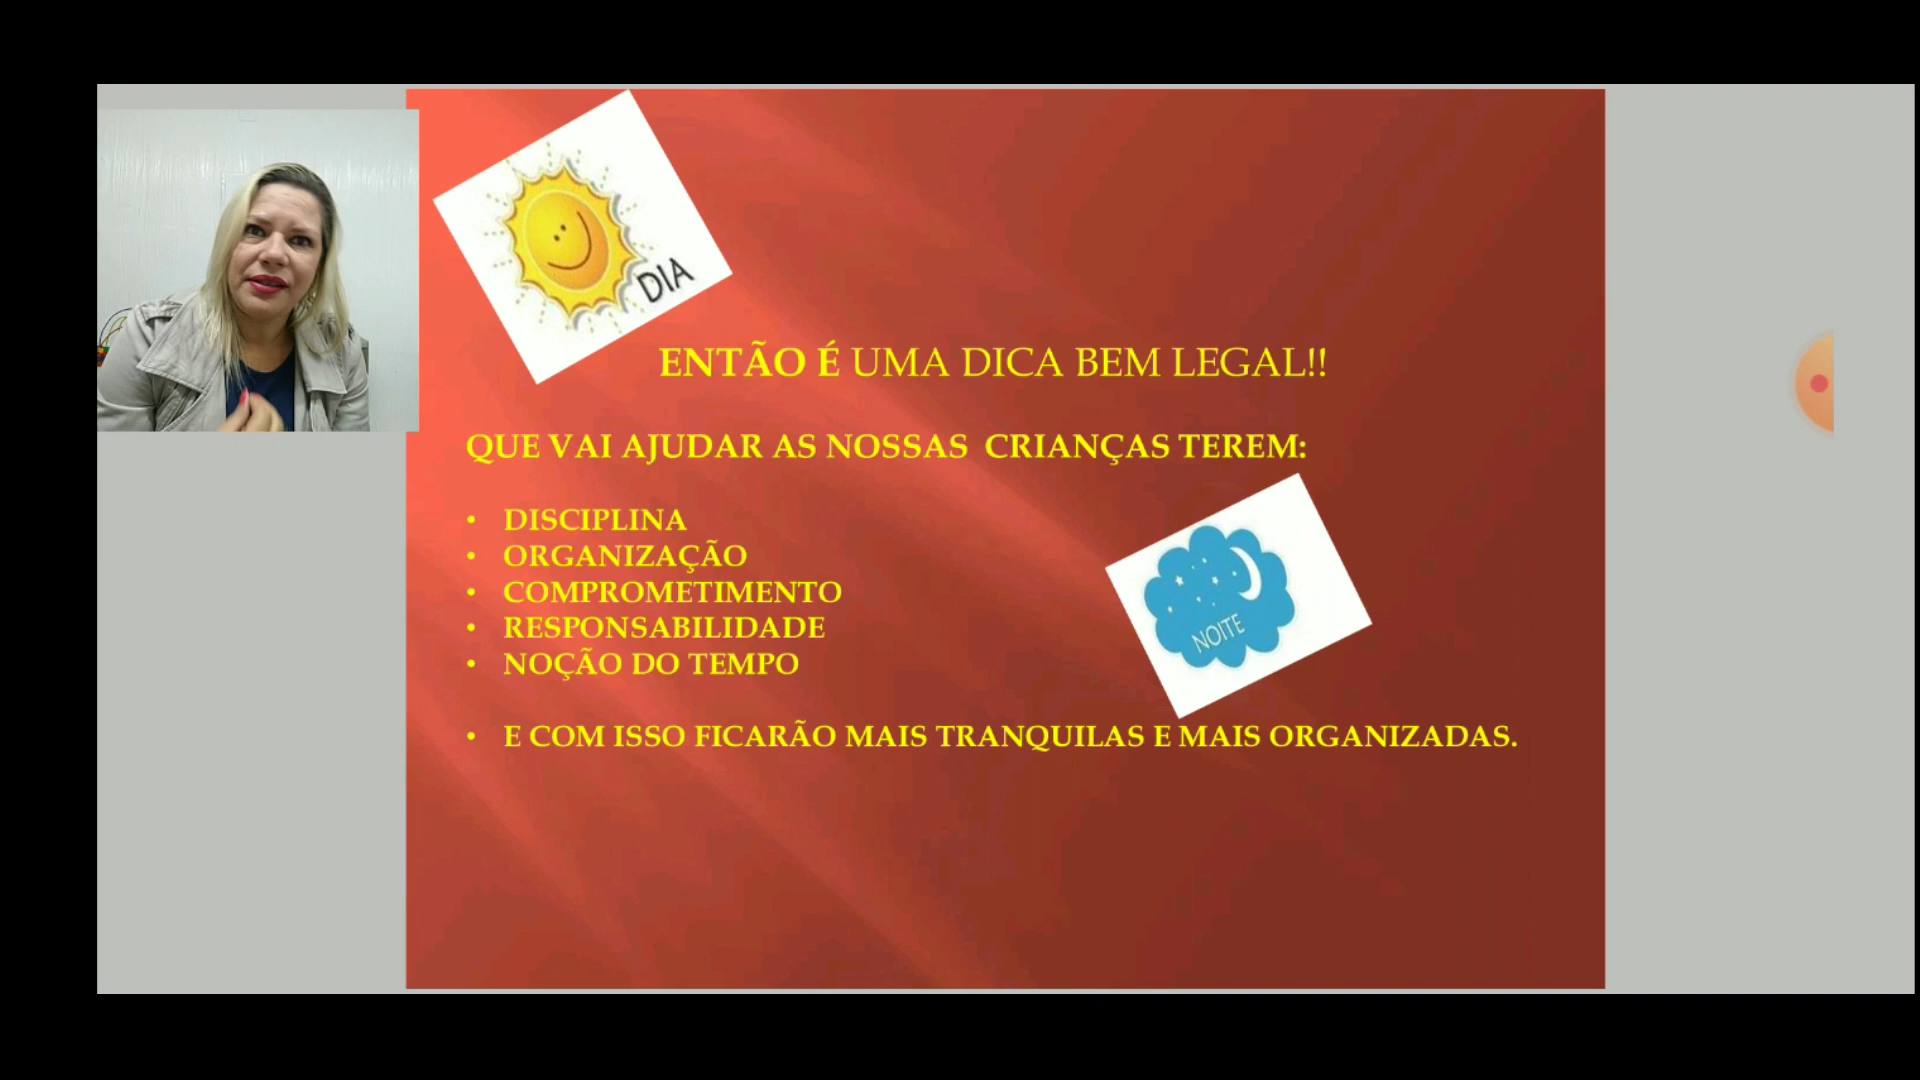 DIA
ENTÃO É UMA DICA BEM LEGAL!!
QUE VAI AJUDAR AS NOSSAS CRIANÇAS TEREM:
• DISCIPLINA
• ORGANIZAÇÃO
• COMPROMETIMENTO
• RESPONSABILIDADE
• NOÇÃO DO TEMPO
NOITE
• E COM ISSO FICARÃO MAIS TRANQUILAS E MAIS ORGANIZADAS.